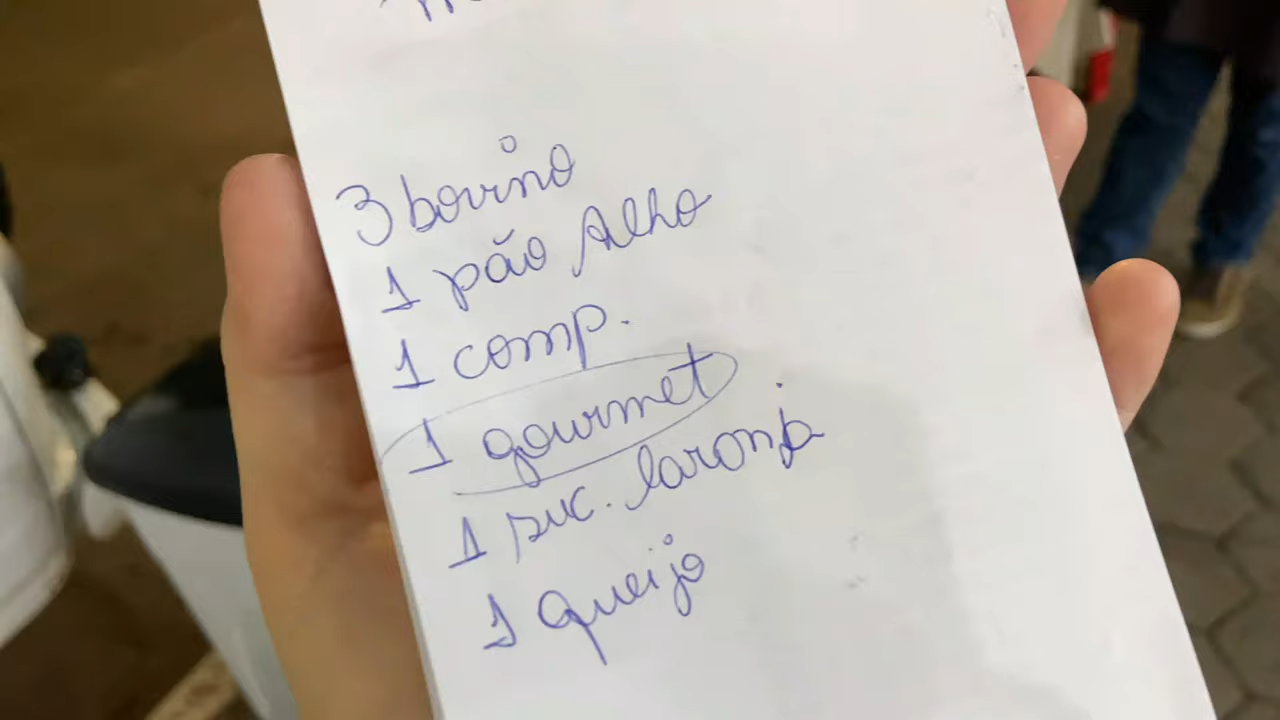 3 bovino
1 pão Alho
1 comp.
1 gourmet
1 suc. laranja
1 queijo